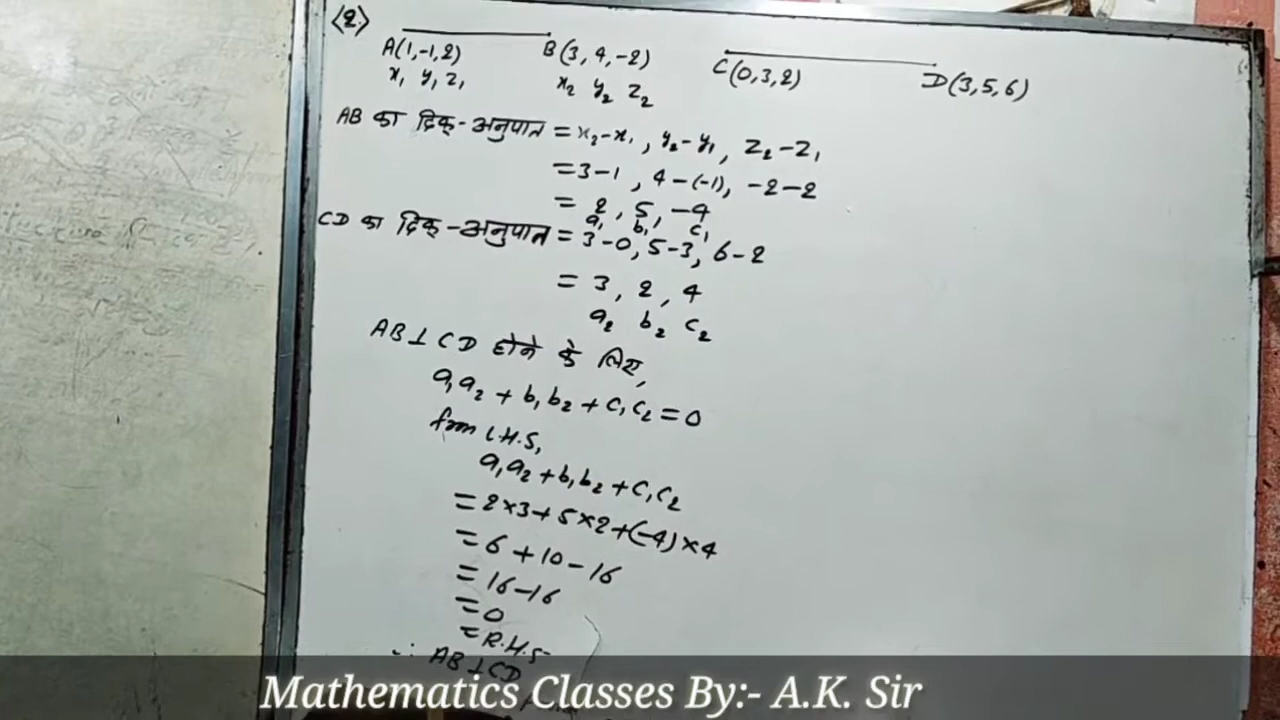 <2>
A(1,-1,2) B(3, 4, -2) C(0,3,2) D(3,5,6)
x₁ y₁ z₁ x₂ y₂ z₂
AB का दिक्-अनुपात = x₂-x₁ , y₂-y₁ , z₂-z₁
= 3-1 , 4-(-1), -2-2
= 2 , 5, -4
a₁ b₁ c₁
CD का दिक्-अनुपात = 3-0, 5-3, 6-2
= 3 , 2 , 4
a₂ b₂ c₂
AB⊥CD होने के लिए,
a₁a₂ + b₁b₂ + c₁c₂ = 0
from L.H.S,
a₁a₂ + b₁b₂ + c₁c₂
= 2×3+5×2+(-4)×4
= 6+10-16
= 16-16
= 0
= R.H.S
∴ AB⊥CD
Mathematics Classes By:- A.K. Sir